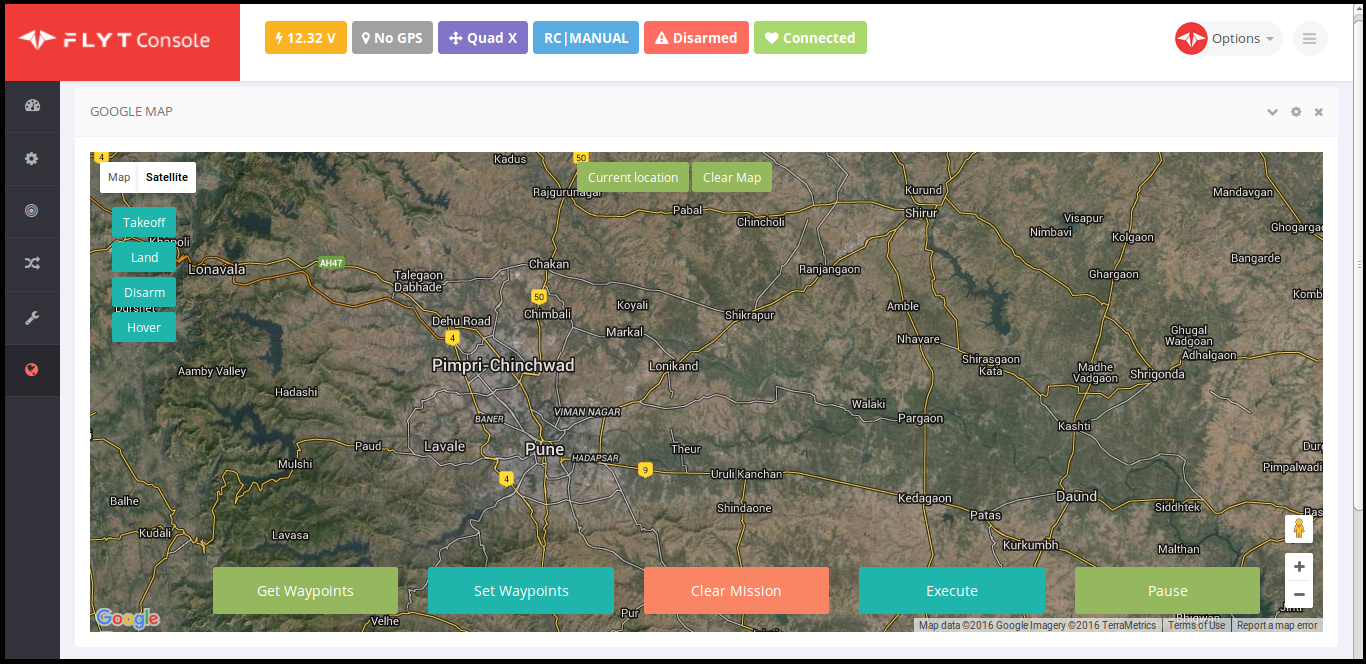 FLYT Console
12.32 V
No GPS
Quad X
RC|MANUAL
Disarmed
Connected
Options
GOOGLE MAP
4
Kadus
50
Map
Satellite
Current location
Clear Map
Rajgurunagar
Kurund
Mandavgan
Takeoff
Pabal
Shirur
Chincholi
Visapur
Nimbavi
Kolgaon
Ghogarga
Khopoli
Land
Lonavala
AH47
Chakan
Talegaon
Dabhade
Ranjangaon
Bangarde
Ghargaon
Disarm
50
Komb
Koyali
Amble
Chimbali
Shikrapur
Hover
Dehu Road
Markal
4
Nhavare
Ghugal
Wadgoan
Adhalgaon
Shirasgaon
Kata
Pimpri-Chinchwad
Lonikand
Madhe
Vadgaon
Shrigonda
Aamby Valley
Hadashi
Walaki
VIMAN NAGAR
BANER
Pargaon
Kashti
Paud
Lavale
Pune
Theur
HADAPSAR
Mulshi
9
Pimpalwadi
4
Uruli Kanchan
Balhe
Kedagaon
Daund
Shindaone
Siddhtek
Patas
Kudali
Lavasa
Kurkumbh
Malthan
Get Waypoints
Set Waypoints
Clear Mission
Execute
Pause
Google
Velhe
Pur
Map data ©2016 Google Imagery ©2016 TerraMetrics
Terms of Use
Report a map error